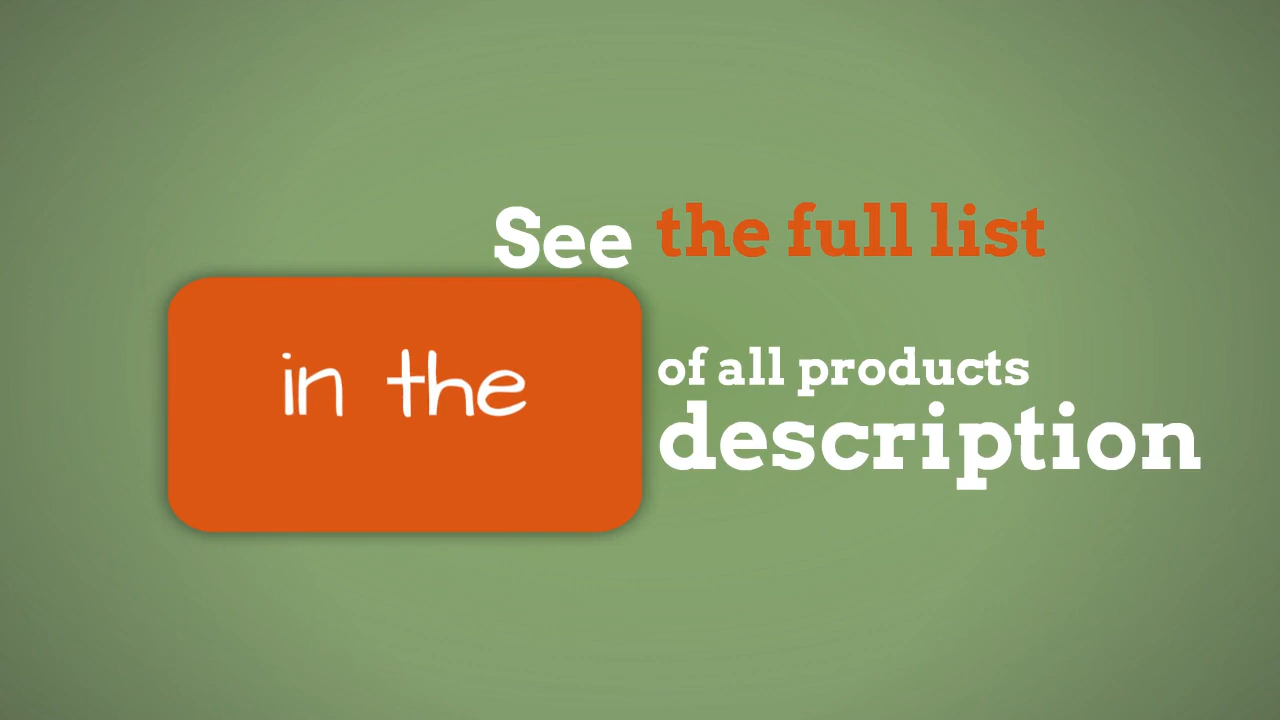 See the full list
of all products
in the
description